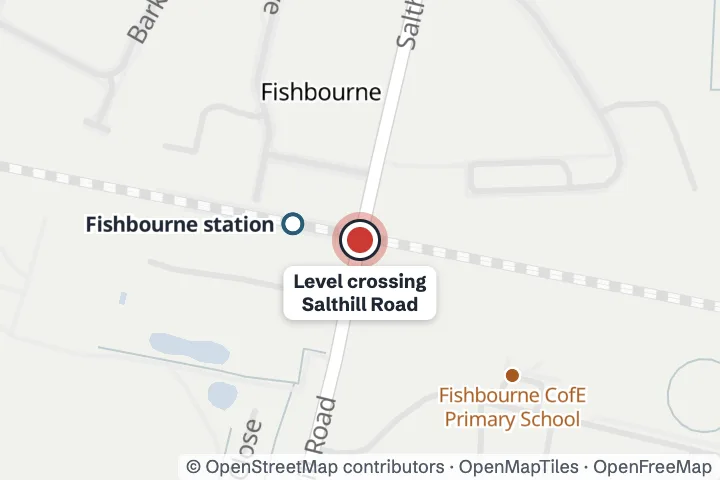 Fishbourne
Fishbourne station
Level crossing
Salthill Road
Fishbourne CofE
Primary School
Road
© OpenStreetMap contributors · OpenMapTiles · OpenFreeMap